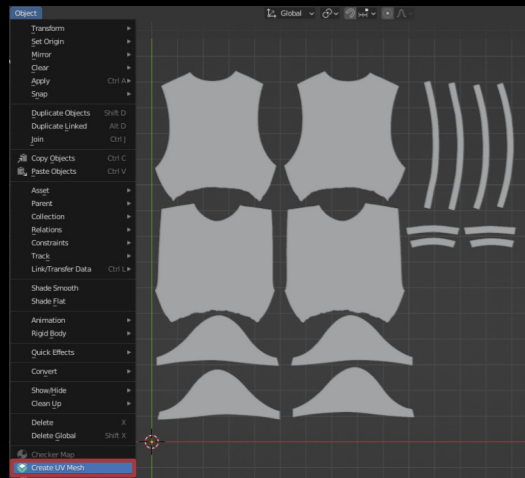 Object
Global
Transform
Set Origin
Mirror
Clear
Apply Ctrl A
Snap
Duplicate Objects Shift D
Duplicate Linked Alt D
Join Ctrl J
Copy Objects Ctrl C
Paste Objects Ctrl V
Asset
Parent
Collection
Relations
Constraints
Track
Link/Transfer Data Ctrl L
Shade Smooth
Shade Flat
Animation
Rigid Body
Quick Effects
Convert
Show/Hide
Clean Up
Delete X
Delete Global Shift X
Checker Map
Create UV Mesh